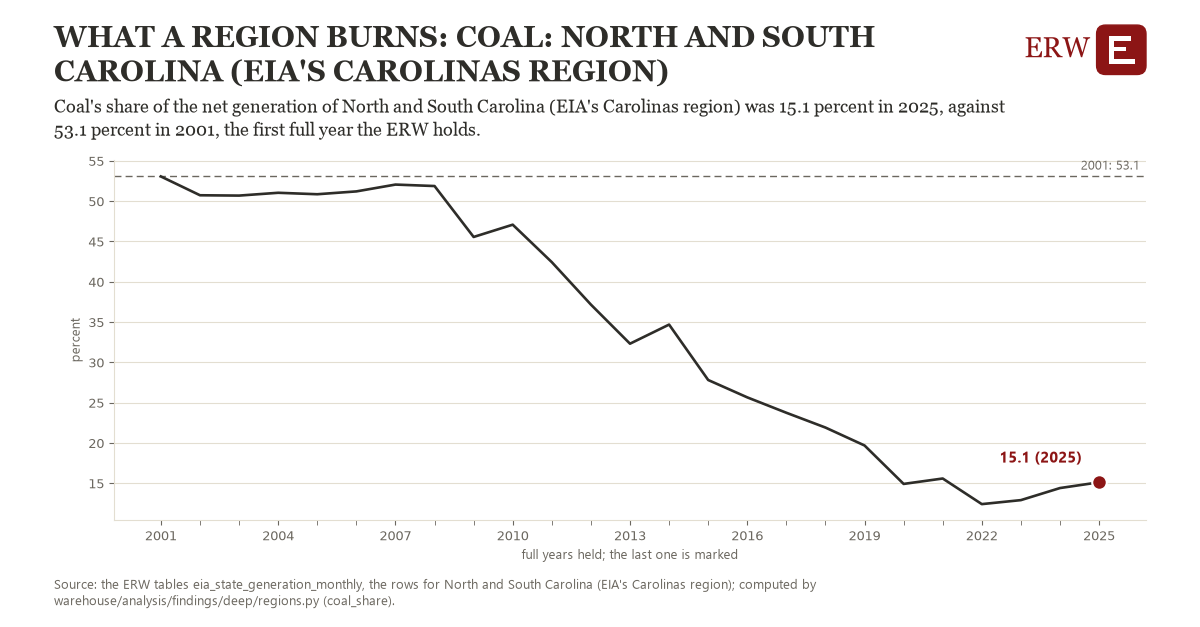 WHAT A REGION BURNS: COAL: NORTH AND SOUTH
CAROLINA (EIA'S CAROLINAS REGION)
ERW E
Coal's share of the net generation of North and South Carolina (EIA's Carolinas region) was 15.1 percent in 2025, against
53.1 percent in 2001, the first full year the ERW holds.
2001: 53.1
55
50
45
40
35
30
25
20
15
percent
15.1 (2025)
2001 2004 2007 2010 2013 2016 2019 2022 2025
full years held; the last one is marked
Source: the ERW tables eia_state_generation_monthly, the rows for North and South Carolina (EIA's Carolinas region); computed by
warehouse/analysis/findings/deep/regions.py (coal_share).